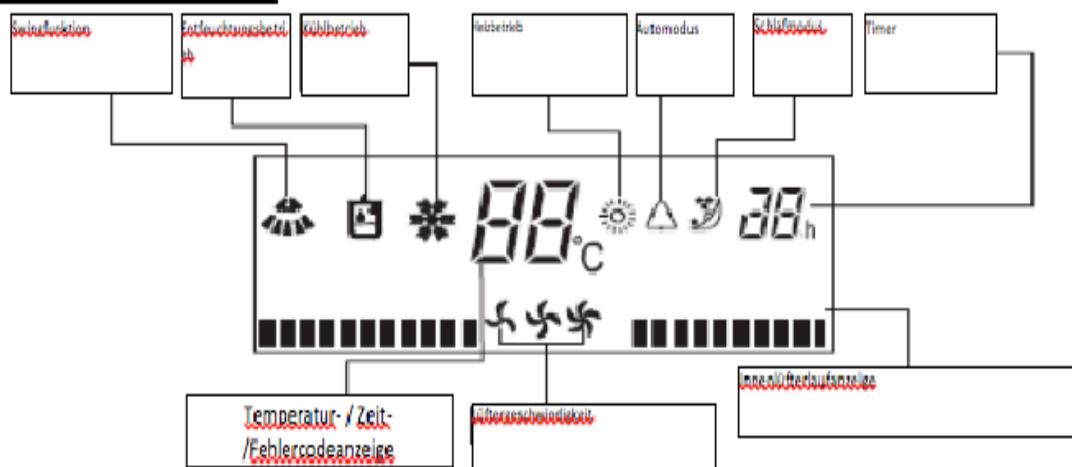 Swingfunktion
Entfeuchtungsbetri
eb
Kühlbetrieb
Heizbetrieb
Automodus
Schlafmodus
Timer
88
°C
88 h
Innenlüfterlaufanzeige
Temperatur- / Zeit-
/Fehlercodeanzeige
Lüftergeschwindigkeit